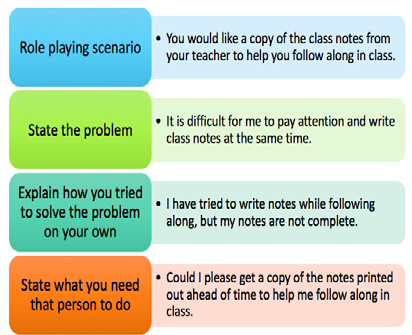 Role playing scenario
• You would like a copy of the class notes from
your teacher to help you follow along in class.
State the problem
• It is difficult for me to pay attention and write
class notes at the same time.
Explain how you tried
to solve the problem
on your own
• I have tried to write notes while following
along, but my notes are not complete.
State what you need
that person to do
• Could I please get a copy of the notes printed
out ahead of time to help me follow along in
class.